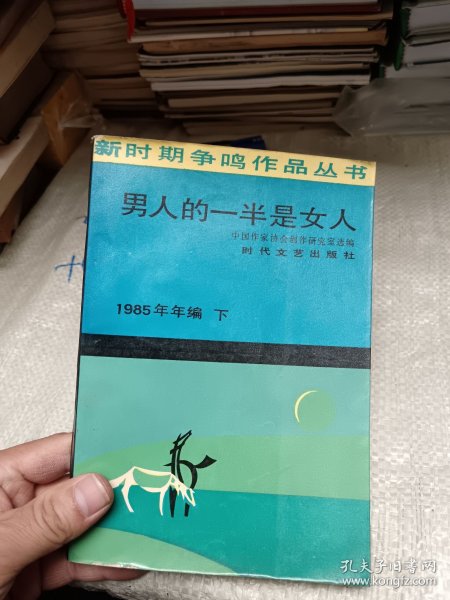 新时期争鸣作品丛书
男人的一半是女人
中国作家协会创作研究室选编
时代文艺出版社
1985年年编 下
孔夫子旧书网
www.kongfz.com